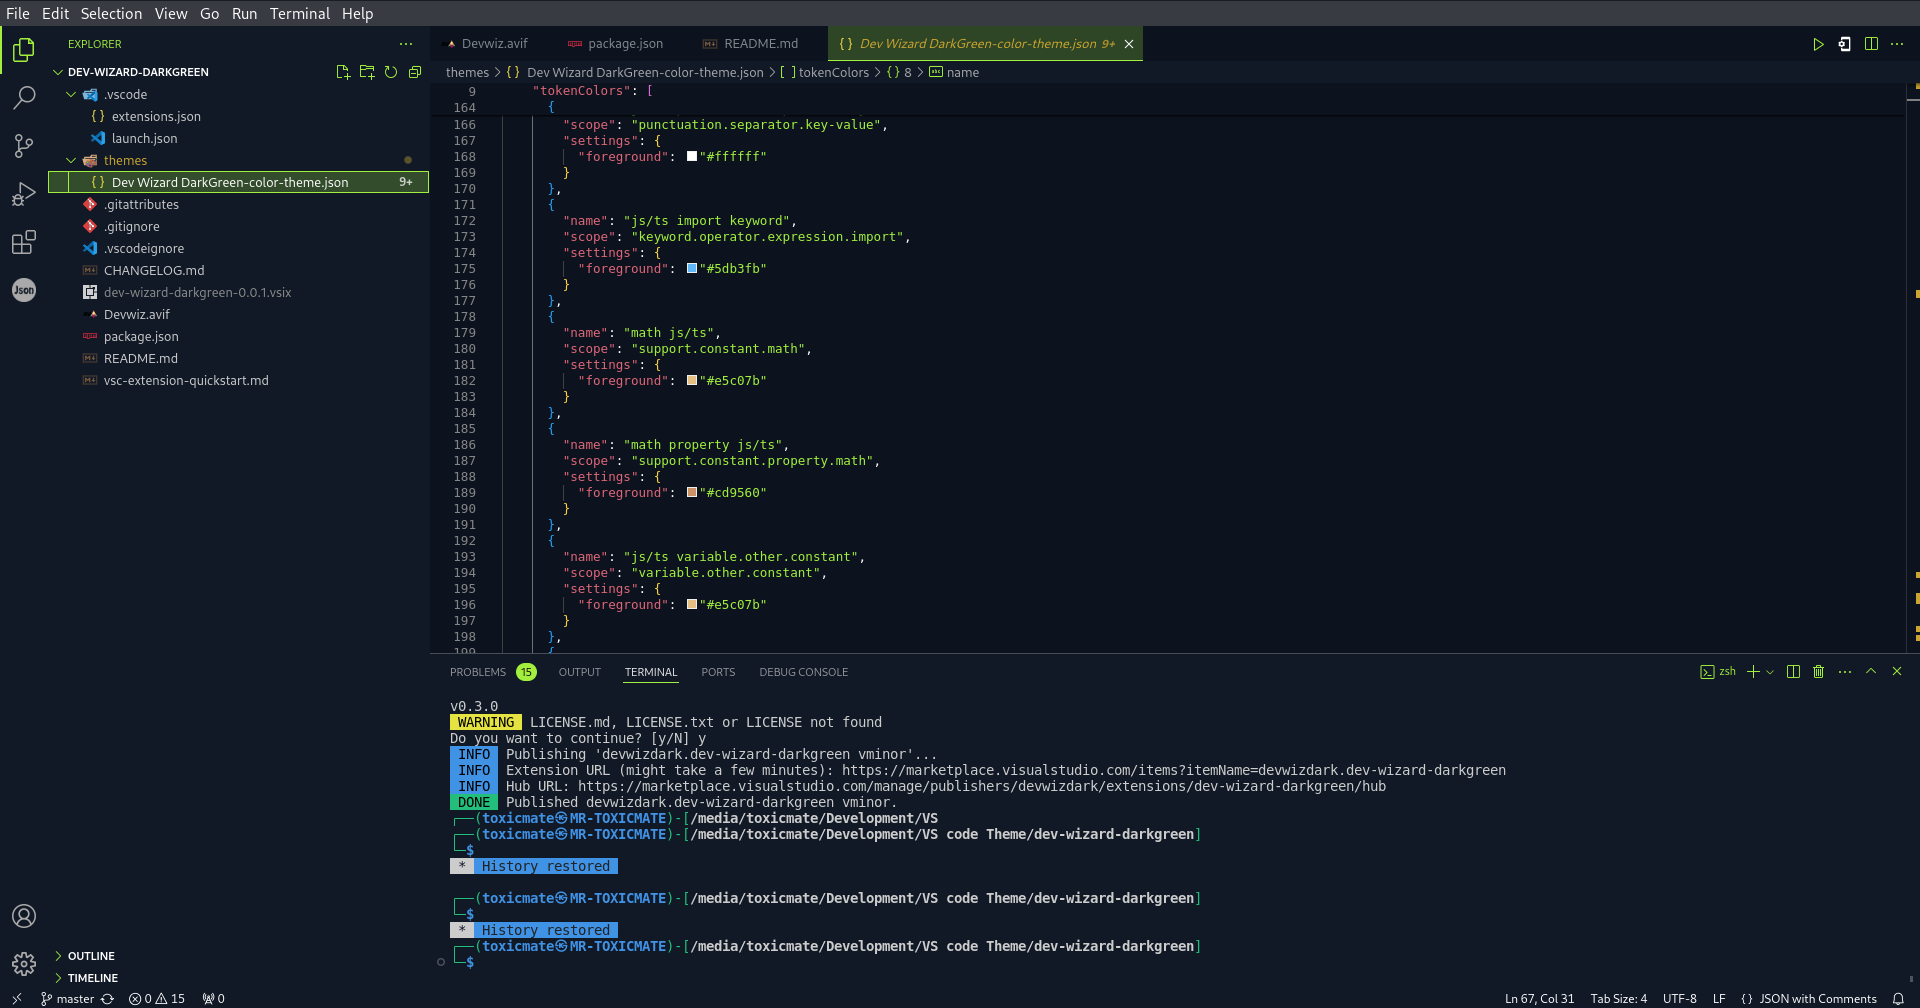 File Edit Selection View Go Run Terminal Help
EXPLORER
DEV-WIZARD-DARKGREEN
.vscode
{} extensions.json
launch.json
themes
{} Dev Wizard DarkGreen-color-theme.json 9+
.gitattributes
.gitignore
.vscodeignore
CHANGELOG.md
dev-wizard-darkgreen-0.0.1.vsix
Devwiz.avif
package.json
README.md
vsc-extension-quickstart.md
Json
OUTLINE
TIMELINE
Devwiz.avif package.json README.md {} Dev Wizard DarkGreen-color-theme.json 9+
themes > {} Dev Wizard DarkGreen-color-theme.json > [ ] tokenColors > {} 8 > abc name
9 "tokenColors": [
164 {
166 "scope": "punctuation.separator.key-value",
167 "settings": {
168 "foreground": "#ffffff"
169 }
170 },
171 {
172 "name": "js/ts import keyword",
173 "scope": "keyword.operator.expression.import",
174 "settings": {
175 "foreground": "#5db3fb"
176 }
177 },
178 {
179 "name": "math js/ts",
180 "scope": "support.constant.math",
181 "settings": {
182 "foreground": "#e5c07b"
183 }
184 },
185 {
186 "name": "math property js/ts",
187 "scope": "support.constant.property.math",
188 "settings": {
189 "foreground": "#cd9560"
190 }
191 },
192 {
193 "name": "js/ts variable.other.constant",
194 "scope": "variable.other.constant",
195 "settings": {
196 "foreground": "#e5c07b"
197 }
198 },
199 {
PROBLEMS 15 OUTPUT TERMINAL PORTS DEBUG CONSOLE zsh
v0.3.0
WARNING LICENSE.md, LICENSE.txt or LICENSE not found
Do you want to continue? [y/N] y
INFO Publishing 'devwizdark.dev-wizard-darkgreen vminor'...
INFO Extension URL (might take a few minutes): https://marketplace.visualstudio.com/items?itemName=devwizdark.dev-wizard-darkgreen
INFO Hub URL: https://marketplace.visualstudio.com/manage/publishers/devwizdark/extensions/dev-wizard-darkgreen/hub
DONE Published devwizdark.dev-wizard-darkgreen vminor.
┌──(toxicmate㉿MR-TOXICMATE)-[/media/toxicmate/Development/VS
┌──(toxicmate㉿MR-TOXICMATE)-[/media/toxicmate/Development/VS code Theme/dev-wizard-darkgreen]
└─$
* History restored
┌──(toxicmate㉿MR-TOXICMATE)-[/media/toxicmate/Development/VS code Theme/dev-wizard-darkgreen]
└─$
* History restored
┌──(toxicmate㉿MR-TOXICMATE)-[/media/toxicmate/Development/VS code Theme/dev-wizard-darkgreen]
└─$
master 0 15 0 Ln 67, Col 31 Tab Size: 4 UTF-8 LF {} JSON with Comments